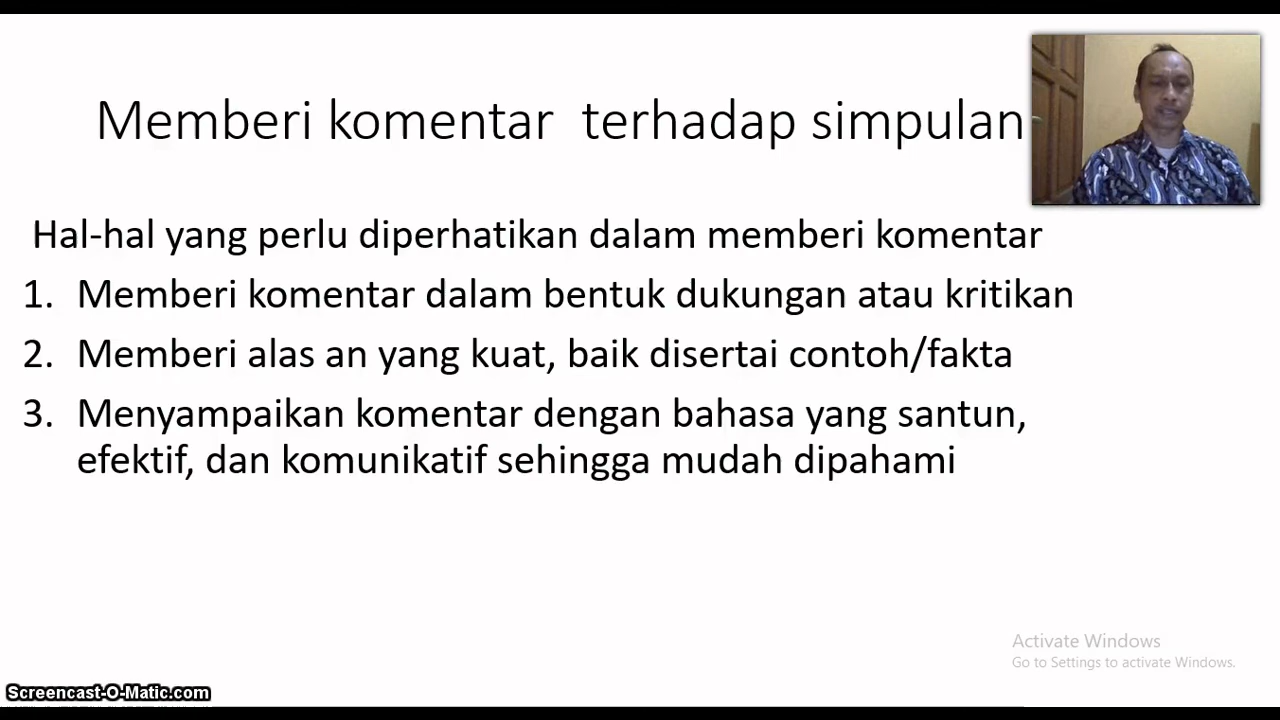 Memberi komentar terhadap simpulan
Hal-hal yang perlu diperhatikan dalam memberi komentar
1. Memberi komentar dalam bentuk dukungan atau kritikan
2. Memberi alas an yang kuat, baik disertai contoh/fakta
3. Menyampaikan komentar dengan bahasa yang santun,
efektif, dan komunikatif sehingga mudah dipahami
Activate Windows
Go to Settings to activate Windows.
Screencast-O-Matic.com